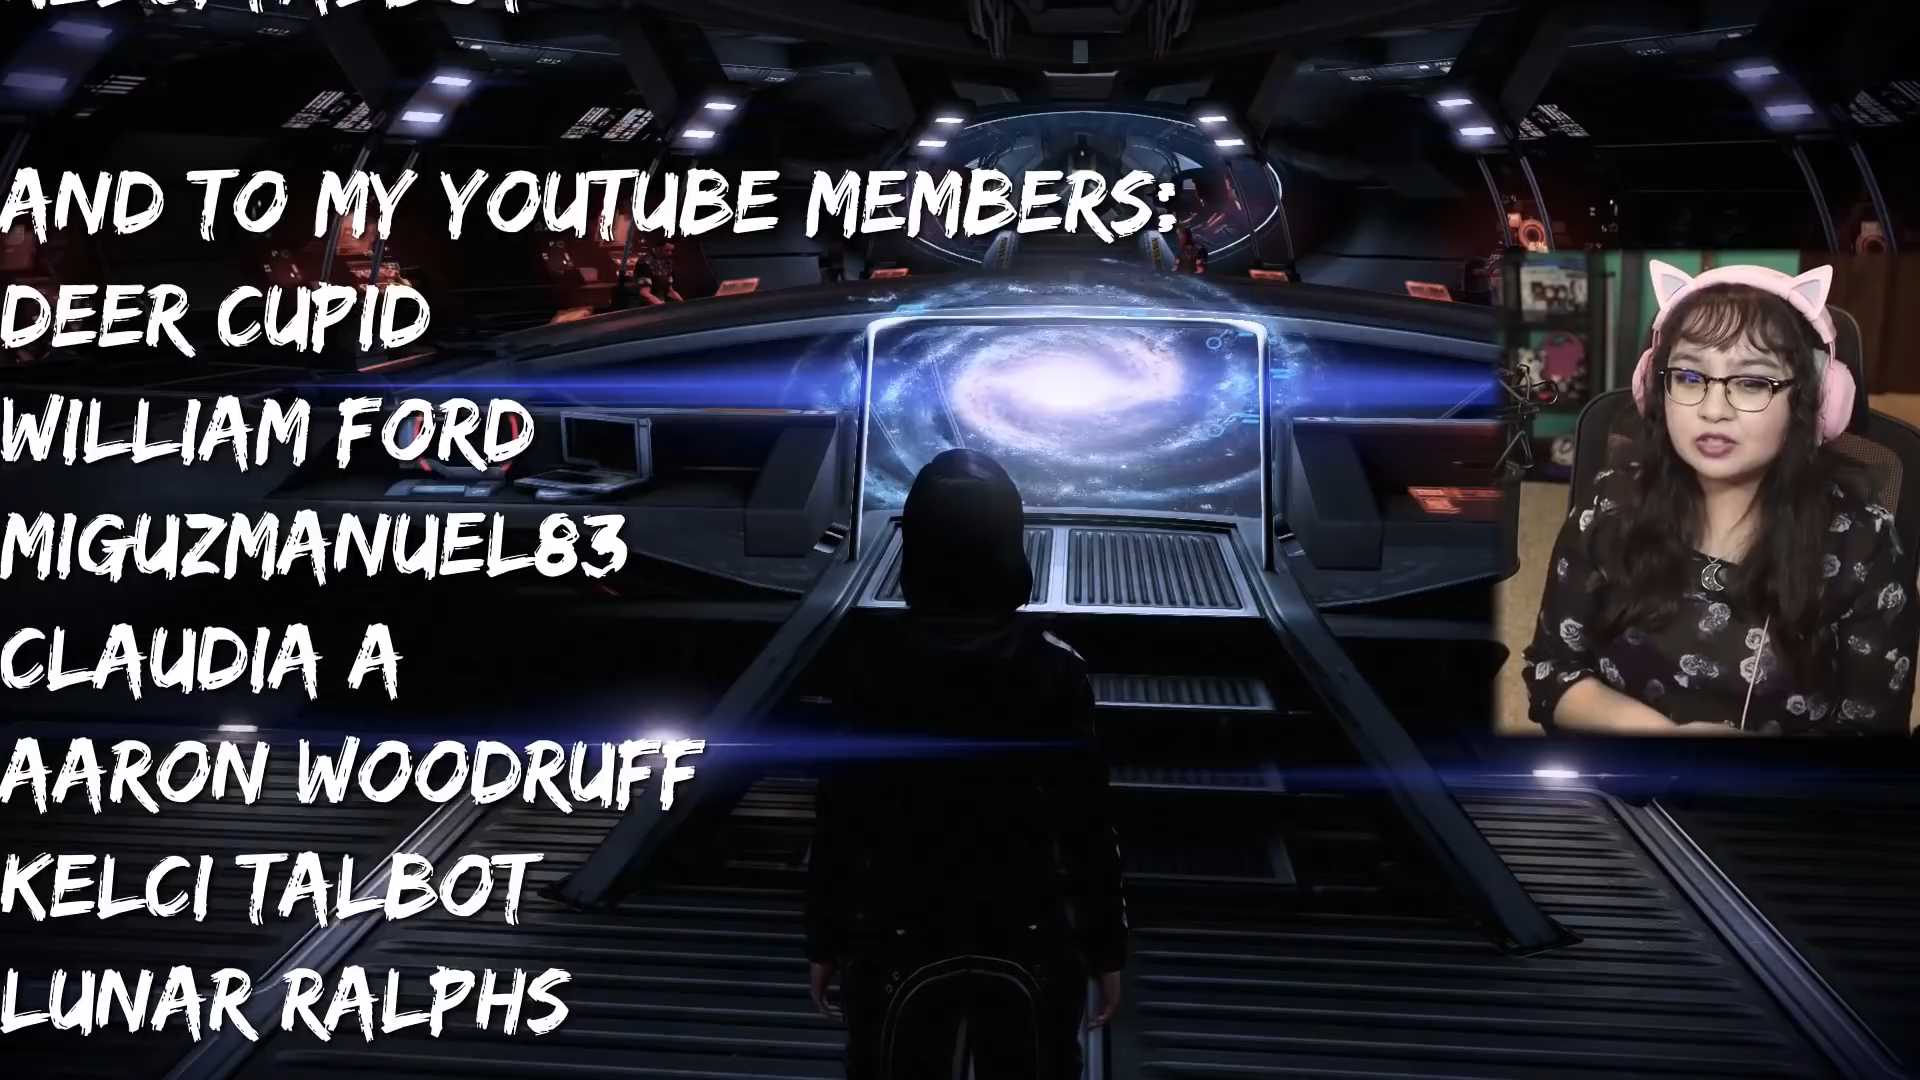 AND TO MY YOUTUBE MEMBERS:
DEER CUPID
WILLIAM FORD
MIGUZMANUEL83
CLAUDIA A
AARON WOODRUFF
KELCI TALBOT
LUNAR RALPHS